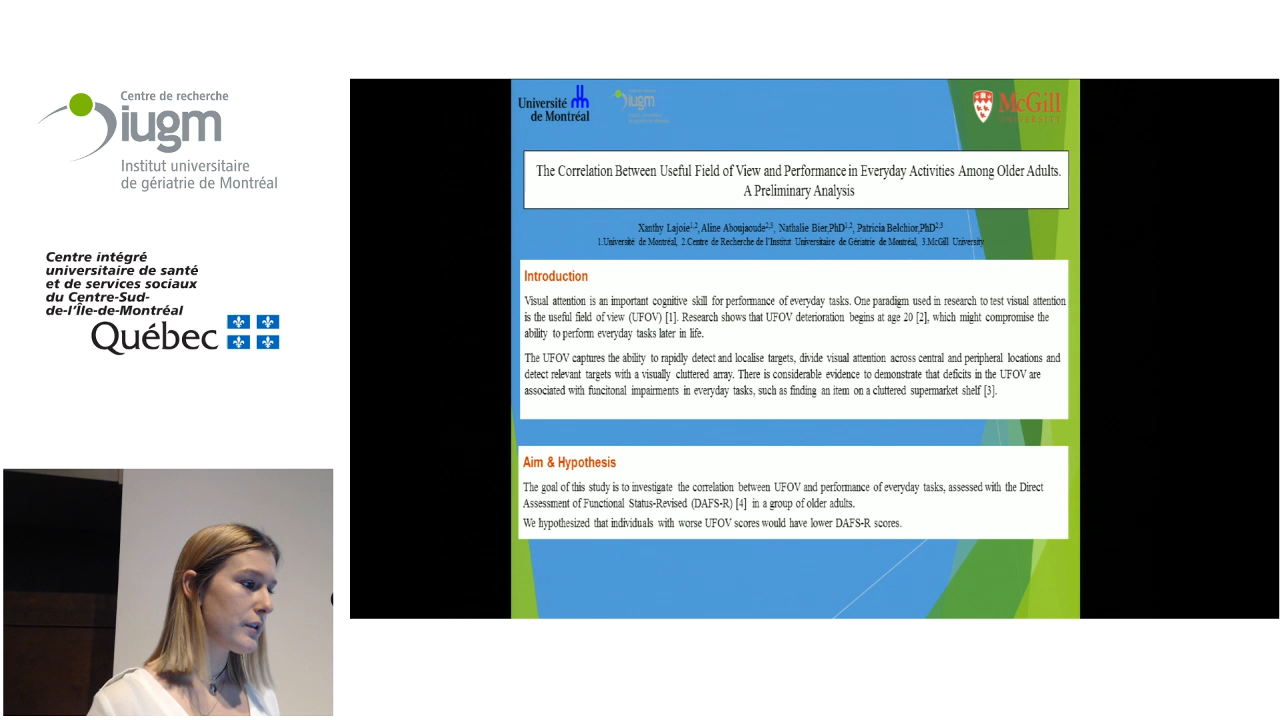 Centre de recherche
iugm
Institut universitaire
de gériatrie de Montréal
Centre intégré
universitaire de santé
et de services sociaux
du Centre-Sud-
de-l'Île-de-Montréal
Québec
Université
de Montréal
iugm
McGill
UNIVERSITY
The Correlation Between Useful Field of View and Performance in Everyday Activities Among Older Adults.
A Preliminary Analysis
Xanthy Lajoie1,2, Aline Aboujaoude2,3, Nathalie Bier,PhD1,2, Patricia Belchior,PhD2,3
1.Université de Montréal, 2.Centre de Recherche de l'Institut Universitaire de Gériatrie de Montréal, 3.McGill University
Introduction
Visual attention is an important cognitive skill for performance of everyday tasks. One paradigm used in research to test visual attention
is the useful field of view (UFOV) [1]. Research shows that UFOV deterioration begins at age 20 [2], which might compromise the
ability to perform everyday tasks later in life.
The UFOV captures the ability to rapidly detect and localise targets, divide visual attention across central and peripheral locations and
detect relevant targets with a visually cluttered array. There is considerable evidence to demonstrate that deficits in the UFOV are
associated with funcitonal impairments in everyday tasks, such as finding an item on a cluttered supermarket shelf [3].
Aim & Hypothesis
The goal of this study is to investigate the correlation between UFOV and performance of everyday tasks, assessed with the Direct
Assessment of Functional Status-Revised (DAFS-R) [4] in a group of older adults.
We hypothesized that individuals with worse UFOV scores would have lower DAFS-R scores.